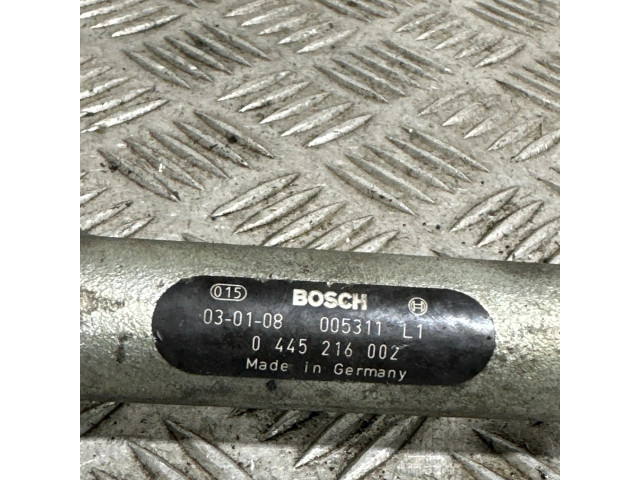 015 BOSCH
03-01-08 005311 L1
0 445 216 002
Made in Germany